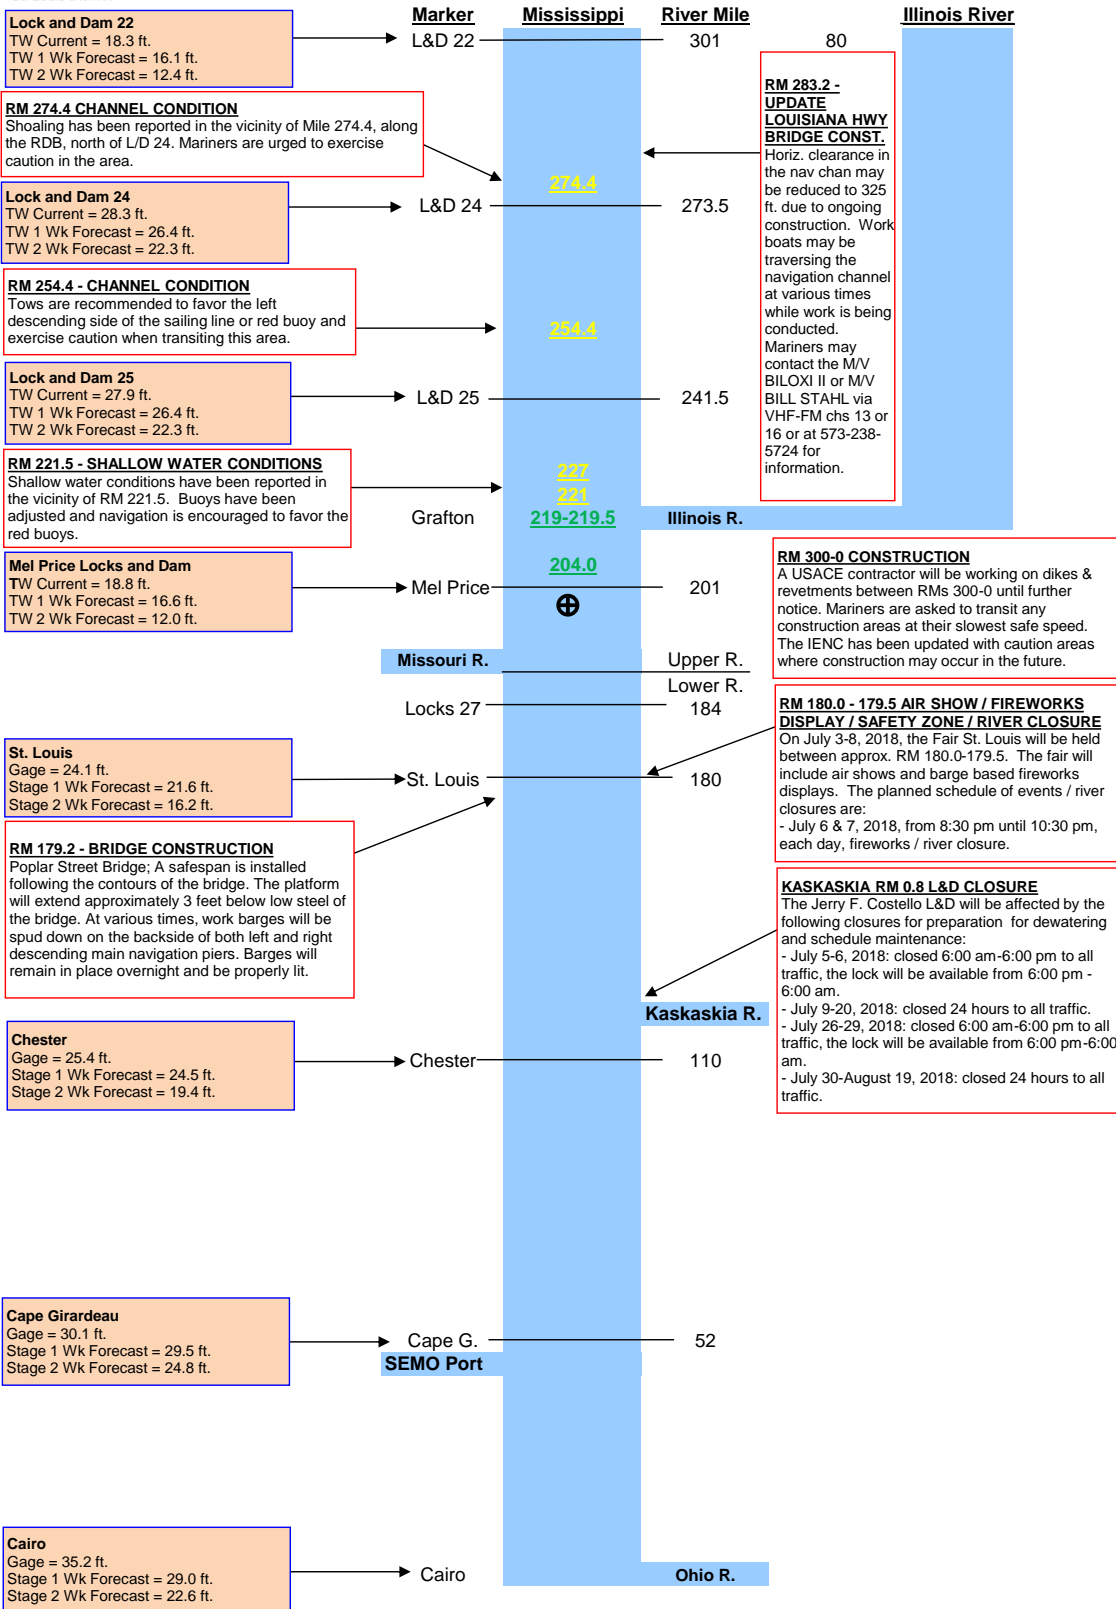 Marker Mississippi River Mile Illinois River
Lock and Dam 22
TW Current = 18.3 ft.
TW 1 Wk Forecast = 16.1 ft.
TW 2 Wk Forecast = 12.4 ft.
L&D 22 301 80
RM 283.2 -
UPDATE
LOUISIANA HWY
BRIDGE CONST.
Horiz. clearance in
the nav chan may
be reduced to 325
ft. due to ongoing
construction. Work
boats may be
traversing the
navigation channel
at various times
while work is being
conducted.
Mariners may
contact the M/V
BILOXI II or M/V
BILL STAHL via
VHF-FM chs 13 or
16 or at 573-238-
5724 for
information.
RM 274.4 CHANNEL CONDITION
Shoaling has been reported in the vicinity of Mile 274.4, along
the RDB, north of L/D 24. Mariners are urged to exercise
caution in the area.
274.4
Lock and Dam 24
TW Current = 28.3 ft.
TW 1 Wk Forecast = 26.4 ft.
TW 2 Wk Forecast = 22.3 ft.
L&D 24 273.5
RM 254.4 - CHANNEL CONDITION
Tows are recommended to favor the left
descending side of the sailing line or red buoy and
exercise caution when transiting this area.
254.4
Lock and Dam 25
TW Current = 27.9 ft.
TW 1 Wk Forecast = 26.4 ft.
TW 2 Wk Forecast = 22.3 ft.
L&D 25 241.5
RM 221.5 - SHALLOW WATER CONDITIONS
Shallow water conditions have been reported in
the vicinity of RM 221.5. Buoys have been
adjusted and navigation is encouraged to favor the
red buoys.
227
221
Grafton 219-219.5 Illinois R.
Mel Price Locks and Dam
TW Current = 18.8 ft.
TW 1 Wk Forecast = 16.6 ft.
TW 2 Wk Forecast = 12.0 ft.
204.0
Mel Price 201
RM 300-0 CONSTRUCTION
A USACE contractor will be working on dikes &
revetments between RMs 300-0 until further
notice. Mariners are asked to transit any
construction areas at their slowest safe speed.
The IENC has been updated with caution areas
where construction may occur in the future.
Missouri R. Upper R.
Lower R.
Locks 27 184
RM 180.0 - 179.5 AIR SHOW / FIREWORKS
DISPLAY / SAFETY ZONE / RIVER CLOSURE
On July 3-8, 2018, the Fair St. Louis will be held
between approx. RM 180.0-179.5. The fair will
include air shows and barge based fireworks
displays. The planned schedule of events / river
closures are:
- July 6 & 7, 2018, from 8:30 pm until 10:30 pm,
each day, fireworks / river closure.
St. Louis
Gage = 24.1 ft.
Stage 1 Wk Forecast = 21.6 ft.
Stage 2 Wk Forecast = 16.2 ft.
St. Louis 180
RM 179.2 - BRIDGE CONSTRUCTION
Poplar Street Bridge; A safespan is installed
following the contours of the bridge. The platform
will extend approximately 3 feet below low steel of
the bridge. At various times, work barges will be
spud down on the backside of both left and right
descending main navigation piers. Barges will
remain in place overnight and be properly lit.
KASKASKIA RM 0.8 L&D CLOSURE
The Jerry F. Costello L&D will be affected by the
following closures for preparation for dewatering
and schedule maintenance:
- July 5-6, 2018: closed 6:00 am-6:00 pm to all
traffic, the lock will be available from 6:00 pm -
6:00 am.
- July 9-20, 2018: closed 24 hours to all traffic.
- July 26-29, 2018: closed 6:00 am-6:00 pm to all
traffic, the lock will be available from 6:00 pm-6:00
am.
- July 30-August 19, 2018: closed 24 hours to all
traffic.
Kaskaskia R.
Chester
Gage = 25.4 ft.
Stage 1 Wk Forecast = 24.5 ft.
Stage 2 Wk Forecast = 19.4 ft.
Chester 110
Cape Girardeau
Gage = 30.1 ft.
Stage 1 Wk Forecast = 29.5 ft.
Stage 2 Wk Forecast = 24.8 ft.
Cape G. 52
SEMO Port
Cairo
Gage = 35.2 ft.
Stage 1 Wk Forecast = 29.0 ft.
Stage 2 Wk Forecast = 22.6 ft.
Cairo Ohio R.